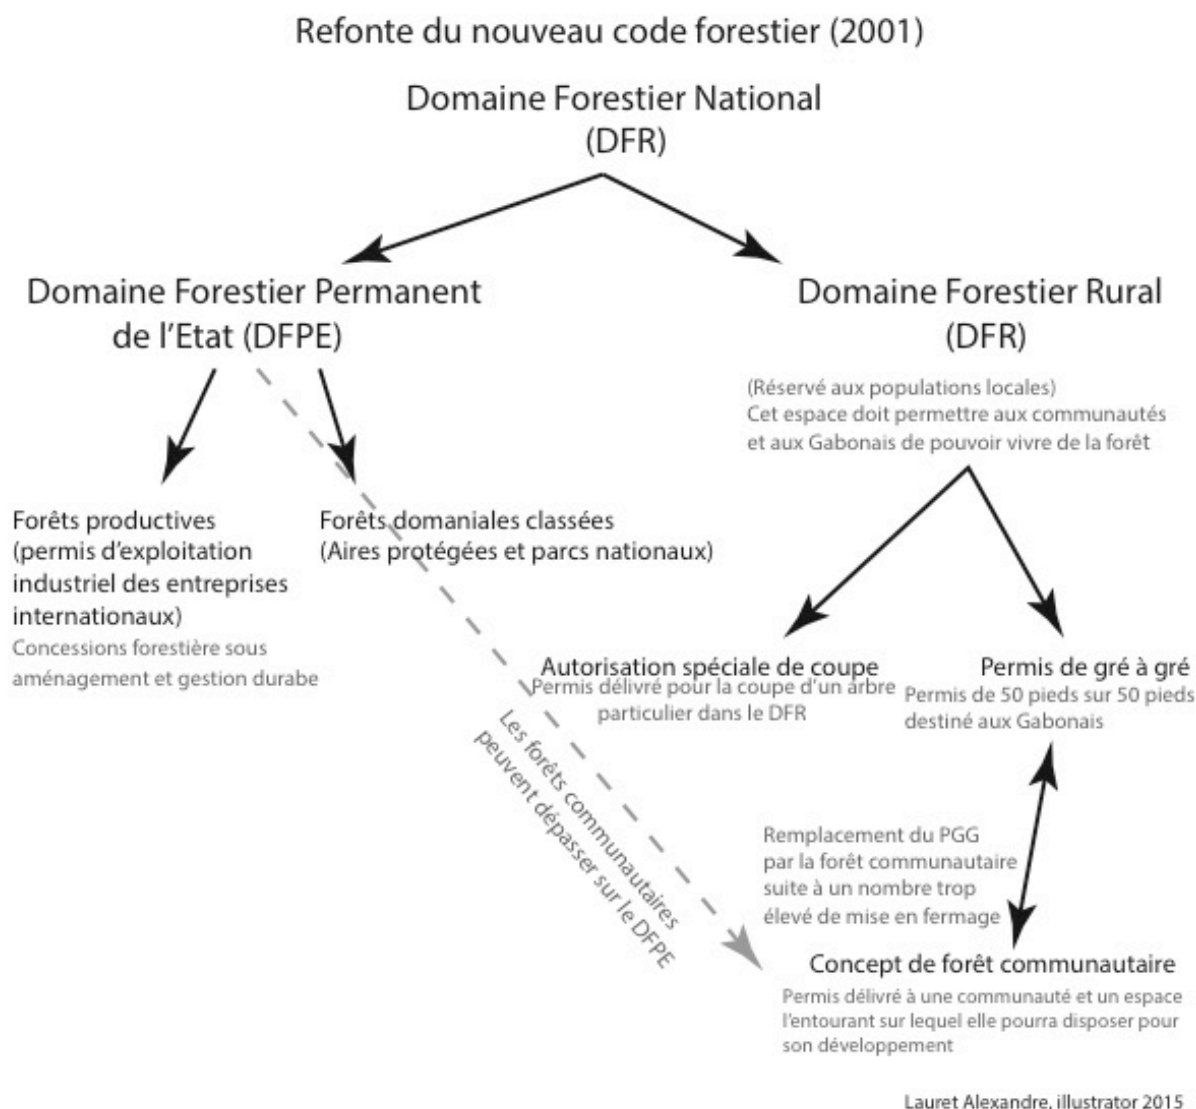 Refonte du nouveau code forestier (2001)
Domaine Forestier National
(DFR)
Domaine Forestier Permanent
de l'Etat (DFPE)
Domaine Forestier Rural
(DFR)
(Réservé aux populations locales)
Cet espace doit permettre aux communautés
et aux Gabonais de pouvoir vivre de la forêt
Forêts productives
(permis d'exploitation
industriel des entreprises
internationaux)
Concessions forestière sous
aménagement et gestion durabe
Forêts domaniales classées
(Aires protégées et parcs nationaux)
Autorisation spéciale de coupe
Permis délivré pour la coupe d'un arbre
particulier dans le DFR
Permis de gré à gré
Permis de 50 pieds sur 50 pieds
destiné aux Gabonais
Les forêts communautaires
peuvent dépasser sur le DFPE
Remplacement du PGG
par la forêt communautaire
suite à un nombre trop
élevé de mise en fermage
Concept de forêt communautaire
Permis délivré à une communauté et un espace
l'entourant sur lequel elle pourra disposer pour
son développement
Lauret Alexandre, illustrator 2015